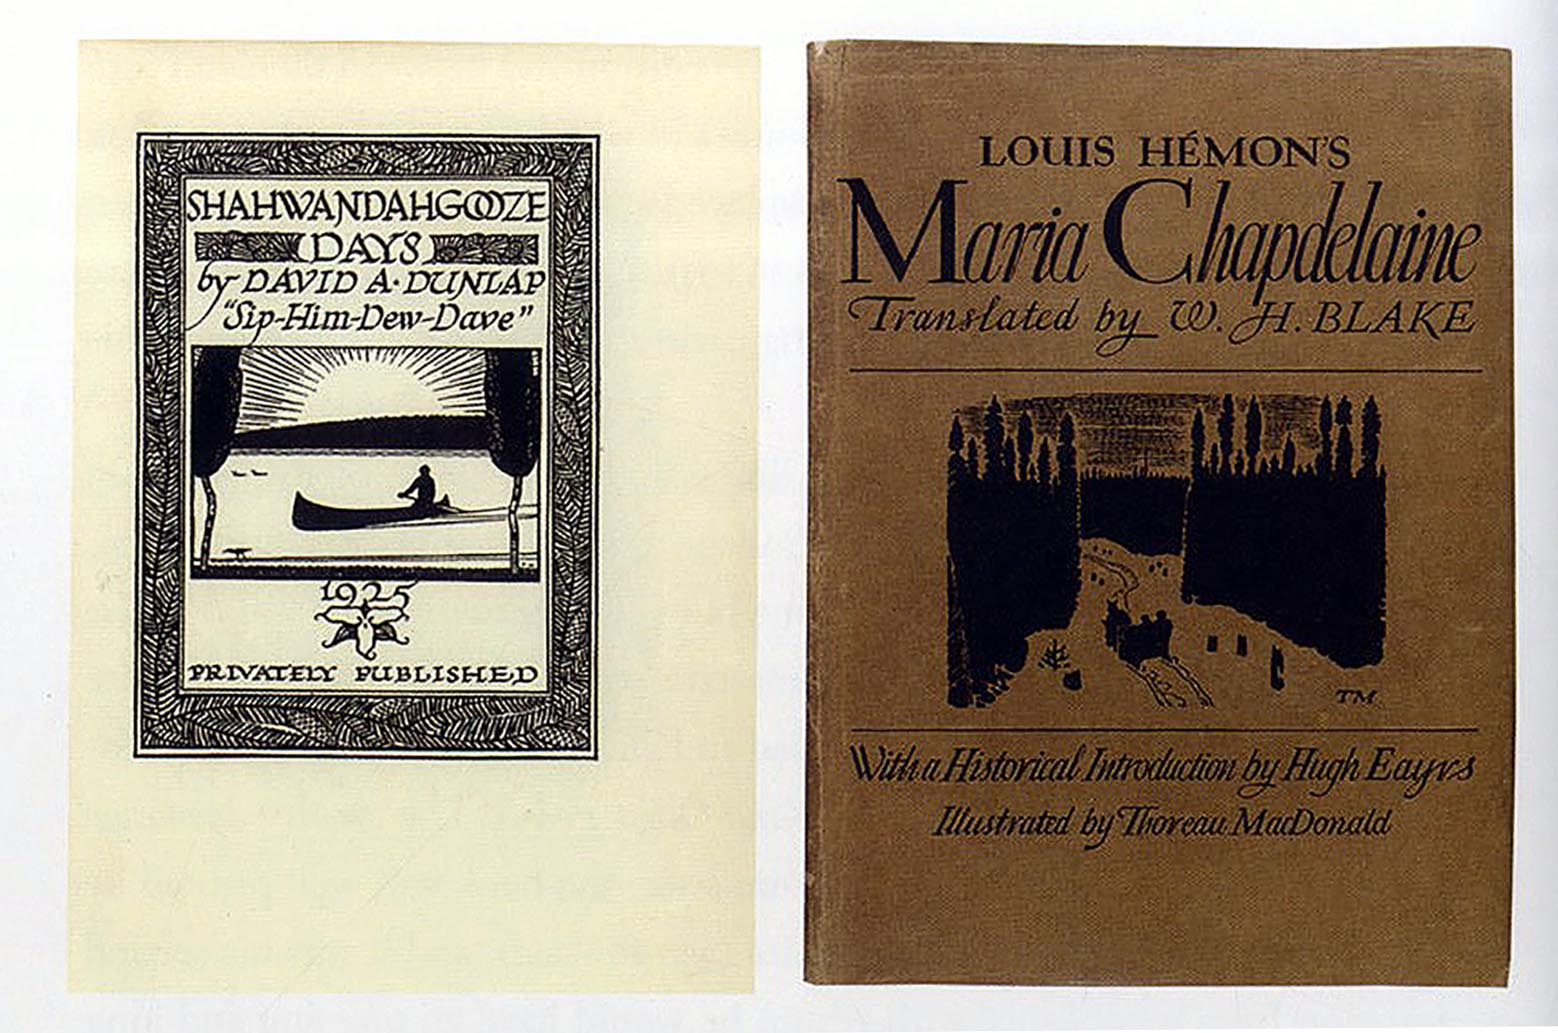 SHAHWANDAHGOOZE
DAYS
by DAVID A. DUNLAP
"Sip-Him-Dew-Dave"
1925
PRIVATELY PUBLISHED
LOUIS HÉMON'S
Maria Chapdelaine
Translated by W. H. BLAKE
TM
With a Historical Introduction by Hugh Eayrs
Illustrated by Thoreau MacDonald